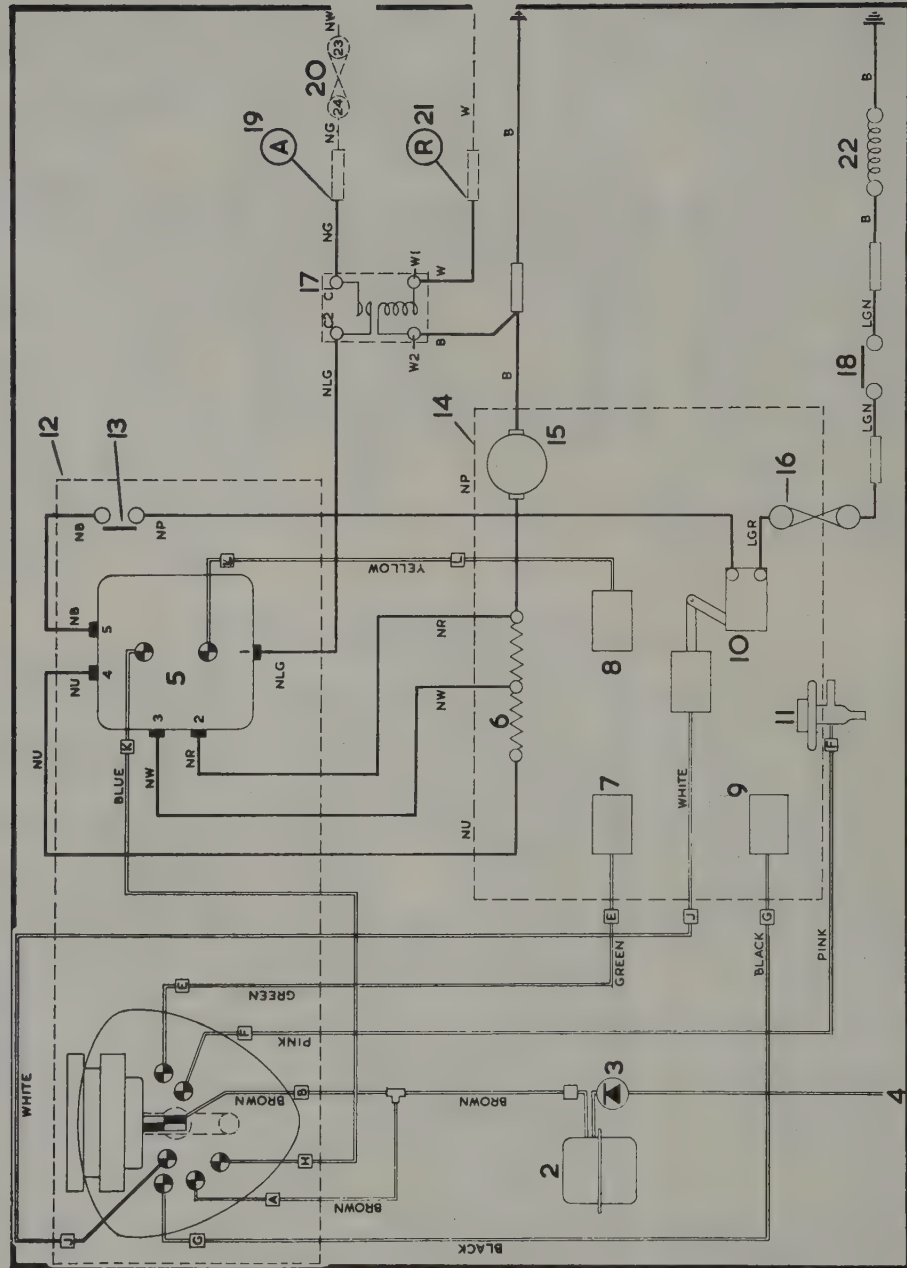 NW
23
24
20
NG
19
A
NG
W
R
21
B
B
22
B
17
C
C2
W1
W
W2
B
NLG
B
LGN
18
LGN
12
13
NB
NP
NB
5
4
NU
5
K
1
NLG
3
2
NW
NR
BLUE
NU
YELLOW
L
14
NP
15
NR
NW
6
NU
8
LGR
16
10
7
WHITE
9
11
F
E
J
G
GREEN
BLACK
PINK
WHITE
E
GREEN
F
PINK
B
BROWN
BROWN
H
A
BROWN
J
G
BLACK
2
3
4